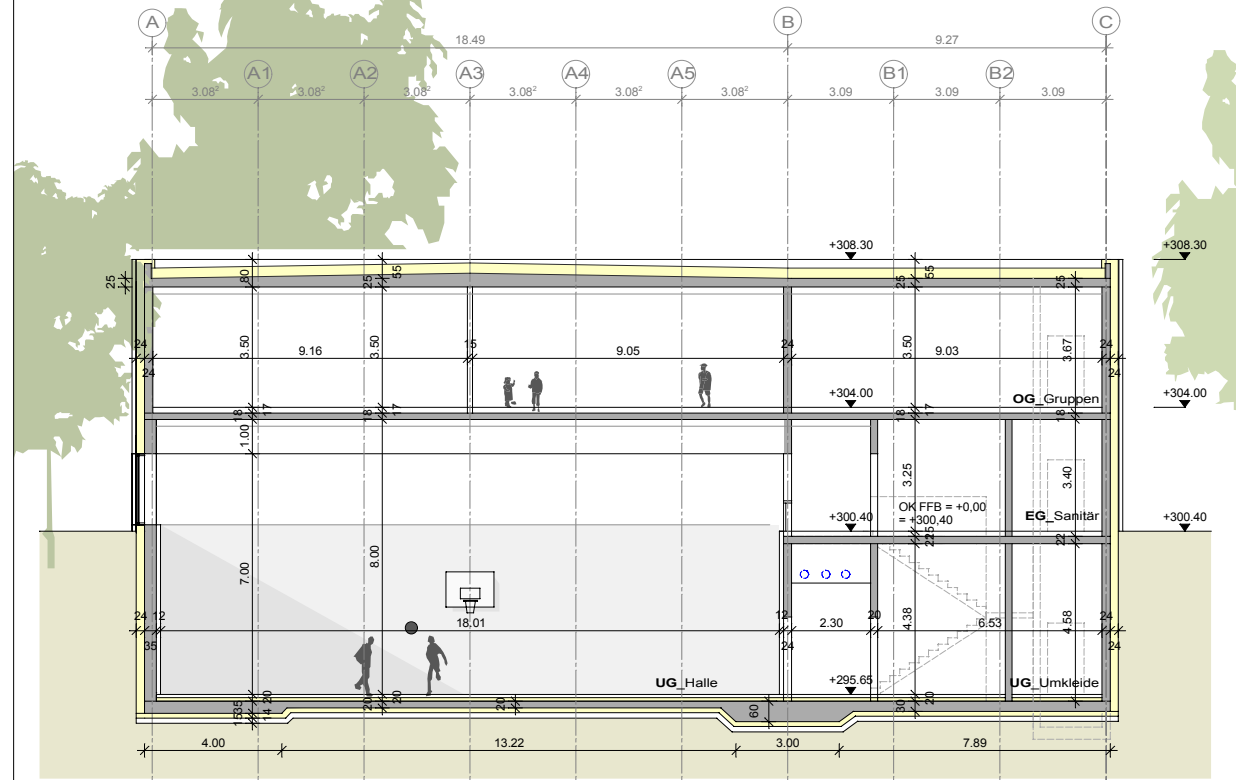 A B C
18.49 9.27
A1 A2 A3 A4 A5 B1 B2
3.08² 3.08² 3.08² 3.08² 3.08² 3.08² 3.09 3.09 3.09
+308.30 +308.30
25 80 25 55 25 55 25
24 3.50 9.16 3.50 15 9.05 24 3.50 9.03 3.67 24
24 24
+304.00 +304.00
OG_Gruppen
18 17 18 17 18 17 18
1.00
3.25 3.40
OK FFB = +0,00
= +300,40
+300.40 EG_Sanitär +300.40
22
7.00 8.00
24 12 18.01 12 2.30 20 4.38 6.53 4.58 24
35 24 24
UG_Halle +295.65 UG_Umkleide
20 20 20 20 60 30 20
15 35 14
4.00 13.22 3.00 7.89